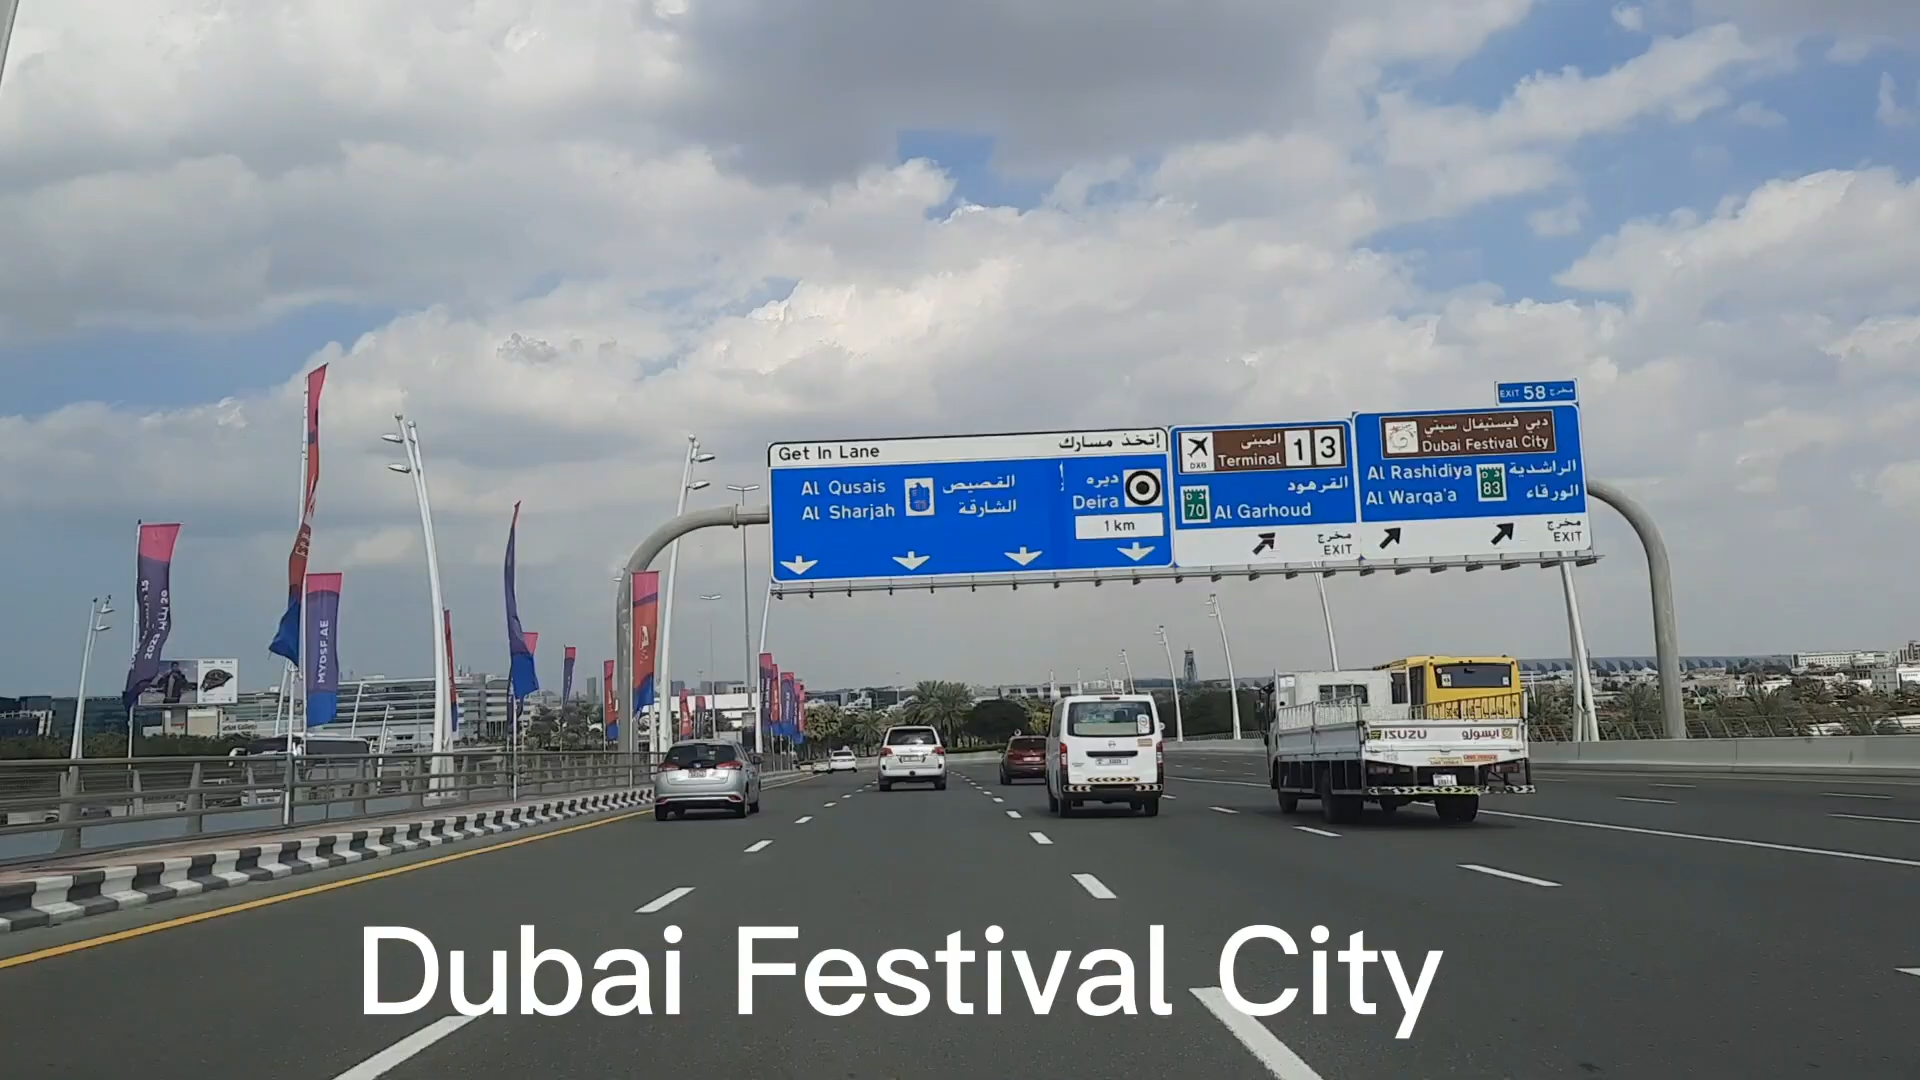 EXIT 58 مخرج
Get In Lane إتخذ مسارك
Al Qusais القصيص
Al Sharjah الشارقة
ديره
Deira
1 km
المبنى
Terminal 1 3
DXB
القرهود
70 Al Garhoud
مخرج
EXIT
دبي فيستيفال سيتي
Dubai Festival City
Al Rashidiya الراشدية
83
Al Warqa'a الورقاء
مخرج
EXIT
MYDSF.AE
ISUZU ايسوزو
Dubai Festival City